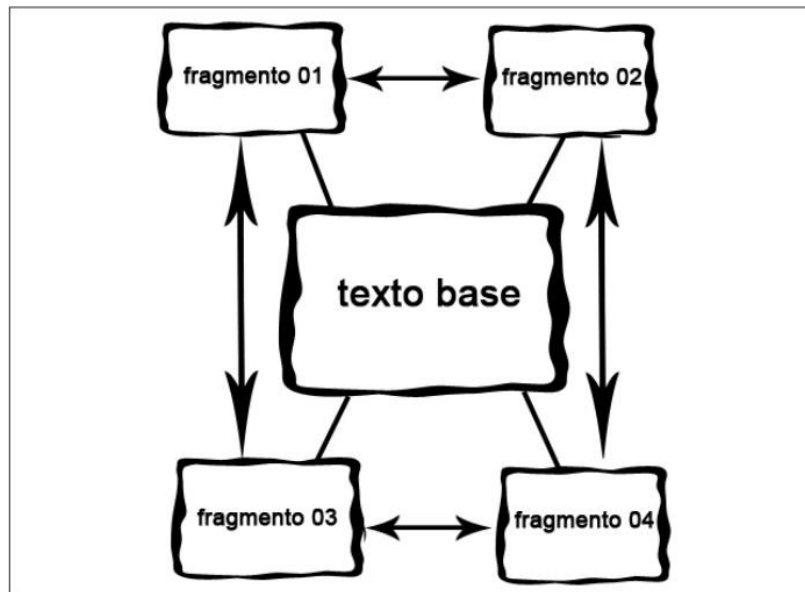 fragmento 01
fragmento 02
texto base
fragmento 03
fragmento 04